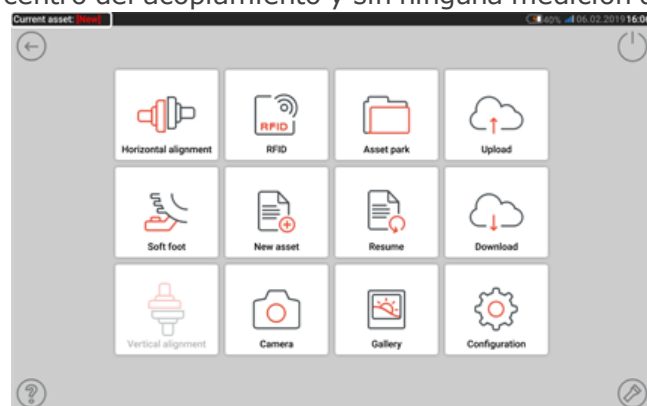 centro del acoplamiento y sin ninguna medición
Current asset: [New] 40% 06.02.2019 16:0
Horizontal alignment RFID RFID Asset park Upload
Soft foot New asset Resume Download
Vertical alignment Camera Gallery Configuration